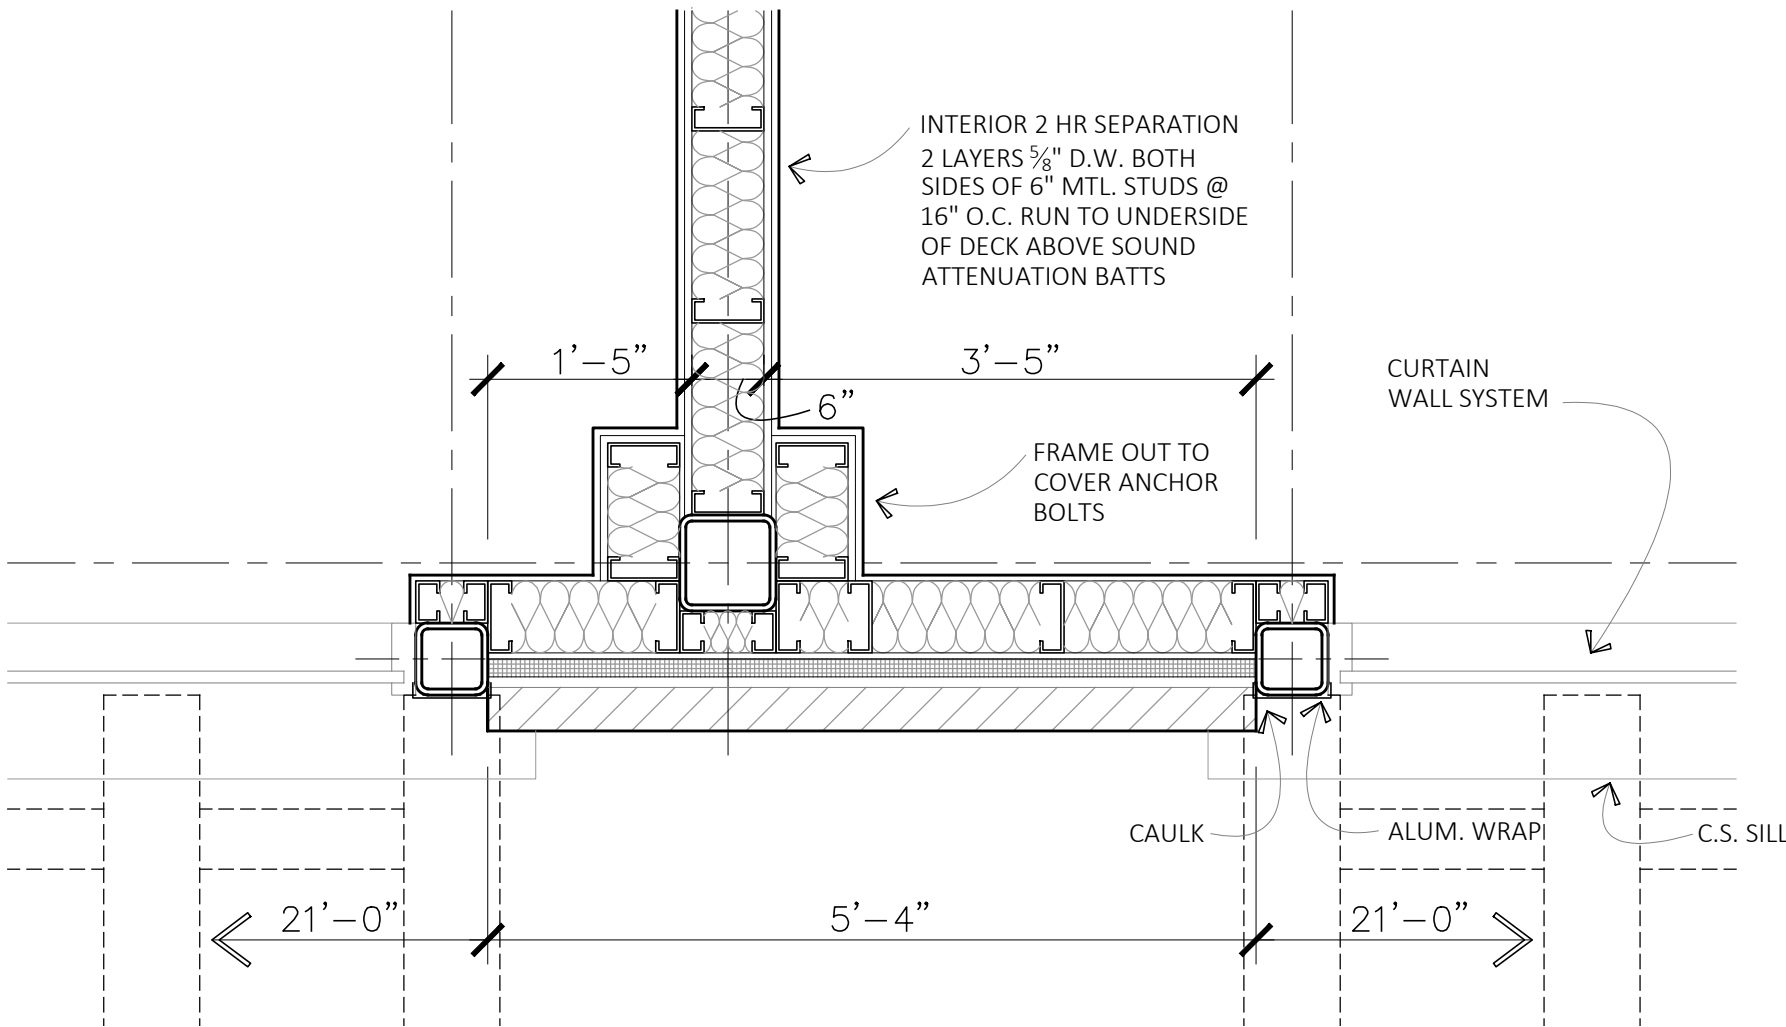 INTERIOR 2 HR SEPARATION
2 LAYERS ⅝" D.W. BOTH
SIDES OF 6" MTL. STUDS @
16" O.C. RUN TO UNDERSIDE
OF DECK ABOVE SOUND
ATTENUATION BATTS
1'-5"
3'-5"
6"
CURTAIN
WALL SYSTEM
FRAME OUT TO
COVER ANCHOR
BOLTS
CAULK
ALUM. WRAP
C.S. SILL
21'-0"
5'-4"
21'-0"